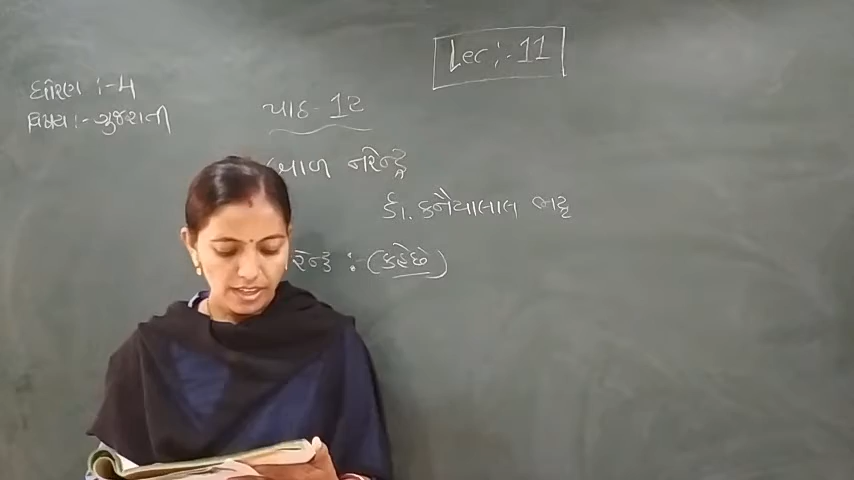 Lec :- 11
ધોરણ :- 4
વિષય :- ગુજરાતી
પાઠ - 12
બાળ નરેન્દ્ર
ડૉ. કનૈયાલાલ ભટ્ટ
રેન્દ્ર :- (કહે છે)